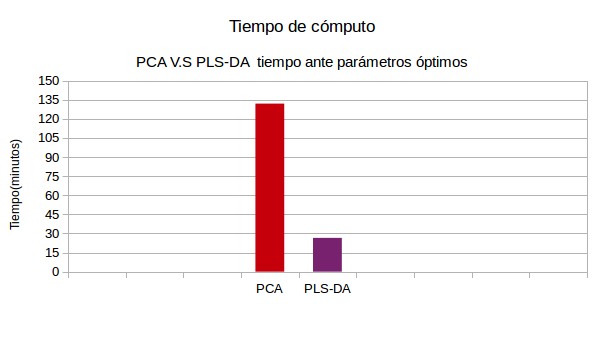 Tiempo de cómputo
PCA V.S PLS-DA  tiempo ante parámetros óptimos
Tiempo(minutos)
150
135
120
105
90
75
60
45
30
15
0
PCA
PLS-DA